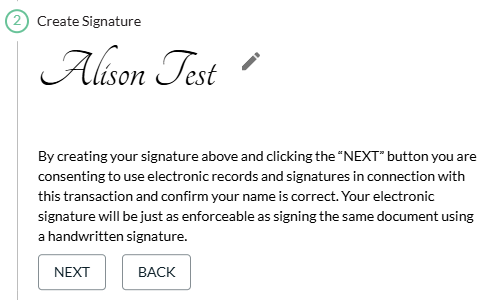 2 Create Signature
Alison Test
By creating your signature above and clicking the “NEXT” button you are
consenting to use electronic records and signatures in connection with
this transaction and confirm your name is correct. Your electronic
signature will be just as enforceable as signing the same document using
a handwritten signature.
NEXT BACK